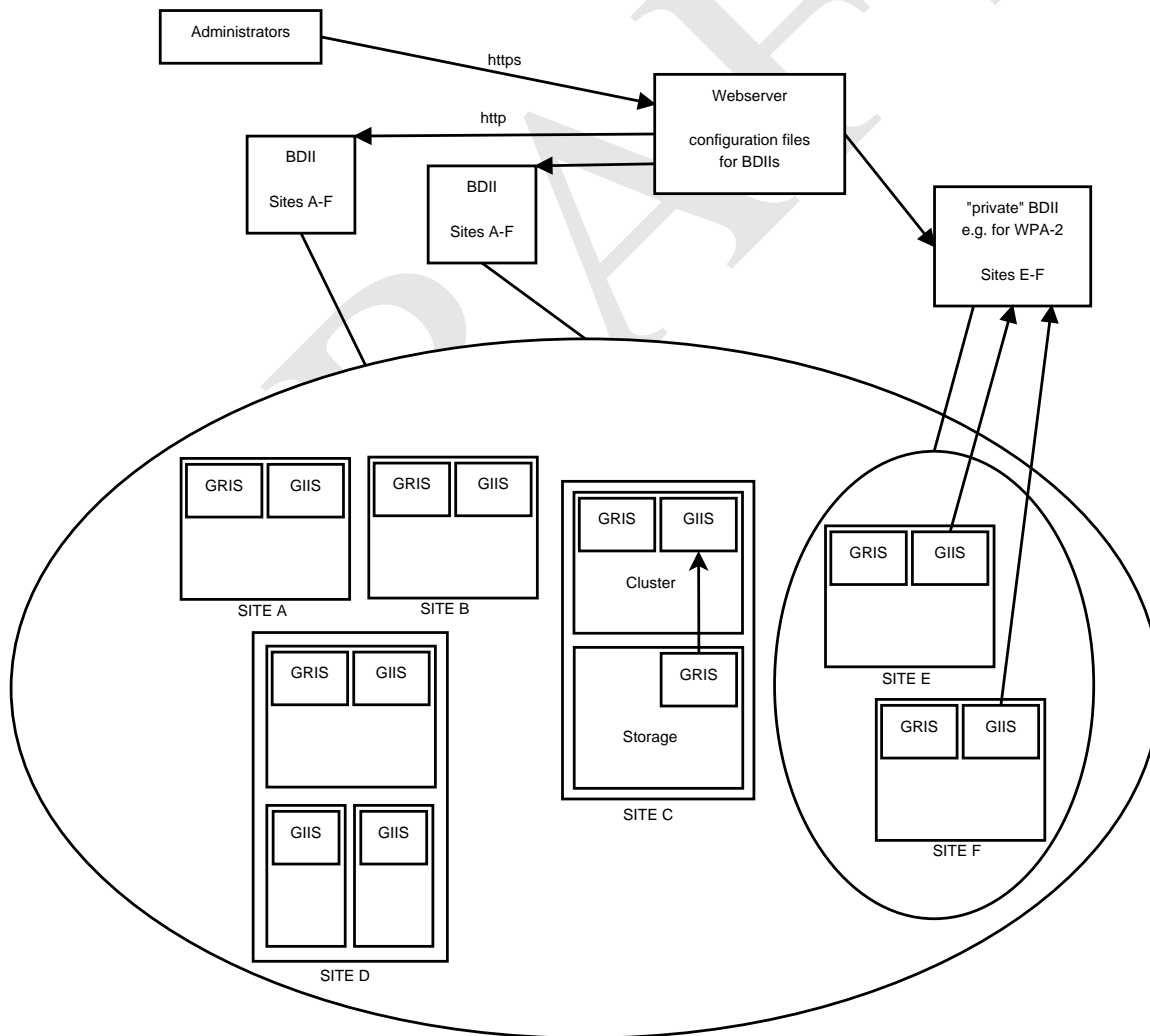 Administrators
https
Webserver
http
configuration files
for BDIIs
BDII
Sites A-F
BDII
Sites A-F
"private" BDII
e.g. for WPA-2
Sites E-F
GRIS
GIIS
SITE A
GRIS
GIIS
SITE B
GRIS
GIIS
Cluster
GRIS
Storage
SITE C
GRIS
GIIS
GIIS
GIIS
SITE D
GRIS
GIIS
SITE E
GRIS
GIIS
SITE F